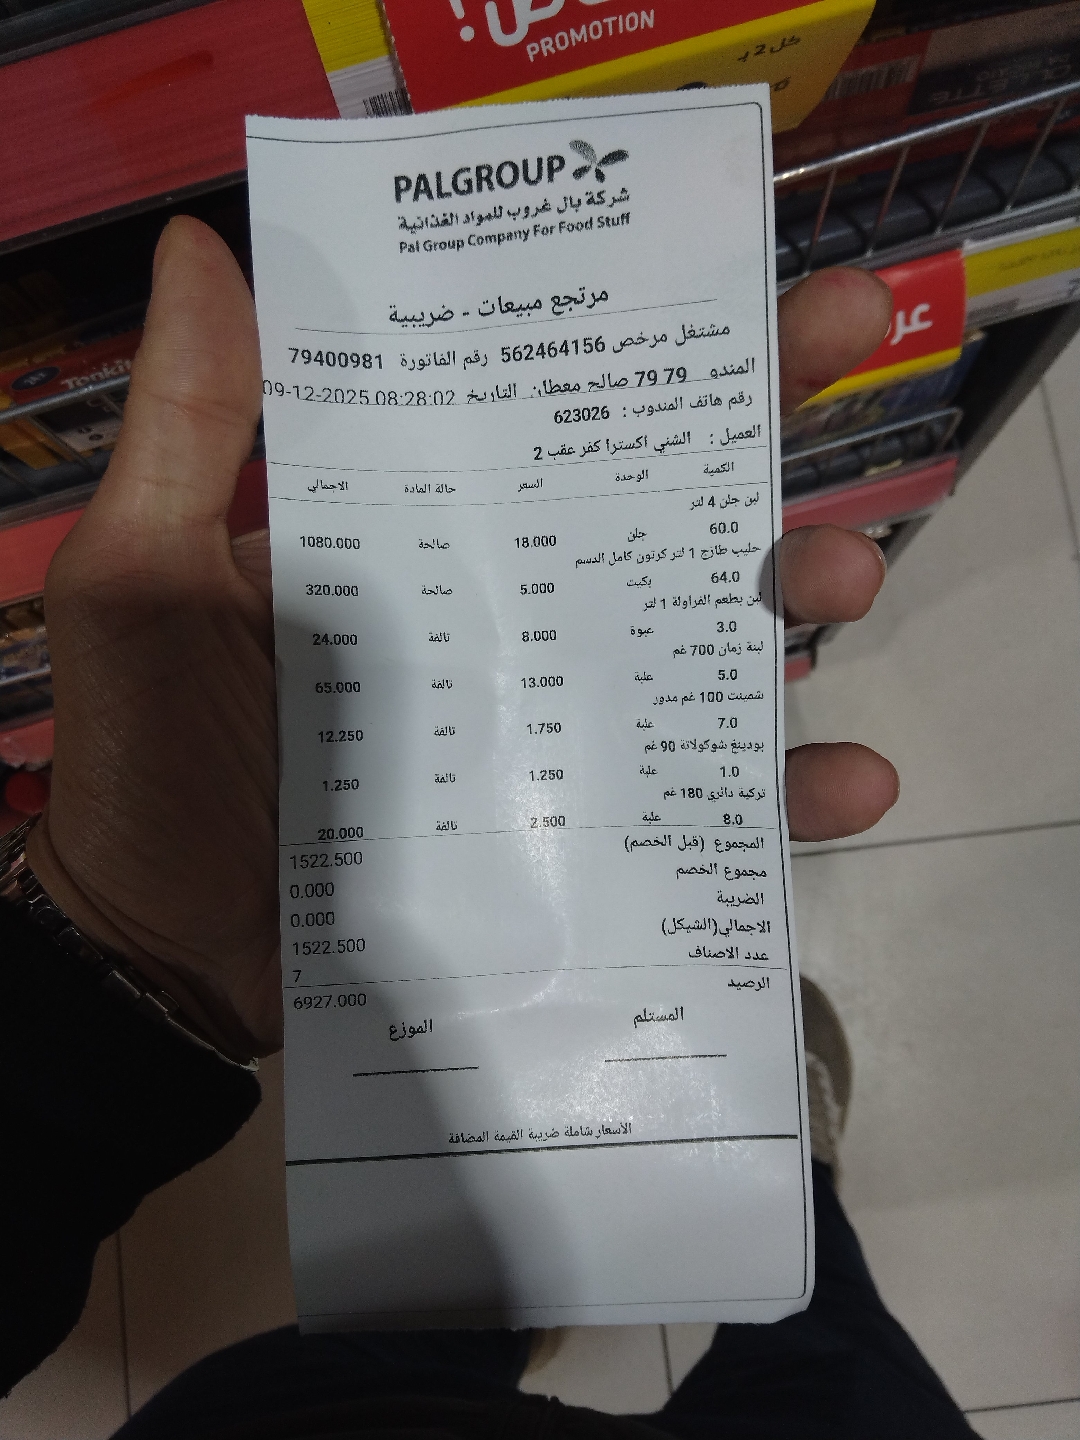 PROMOTION
كل 2 بـ
PALGROUP
شركة بال غروب للمواد الغذائية
Pal Group Company For Food Stuff
مرتجع مبيعات - ضريبية
مشتغل مرخص 562464156 رقم الفاتورة 79400981
المندو 79 79 صالح معطان التاريخ 09-12-2025 08:28:02
رقم هاتف المندوب : 623026
العميل : الشني اكسترا كفر عقب 2
الكمية الوحدة السعر حالة المادة الاجمالي
لبن جلن 4 لتر
60.0 جلن 18.000 صالحة 1080.000
حليب طازج 1 لتر كرتون كامل الدسم
64.0 بكيت 5.000 صالحة 320.000
لبن بطعم الفراولة 1 لتر
3.0 عبوة 8.000 تالفة 24.000
لبنة زمان 700 غم
5.0 علبة 13.000 تالفة 65.000
شمينت 100 غم مدور
7.0 علبة 1.750 تالفة 12.250
بودينغ شوكولاتة 90 غم
1.0 علبة 1.250 تالفة 1.250
تركية دائري 180 غم
8.0 علبة 2.500 تالفة 20.000
المجموع (قبل الخصم) 1522.500
مجموع الخصم 0.000
الضريبة 0.000
الاجمالي(الشيكل) 1522.500
عدد الاصناف 7
الرصيد 6927.000
المستلم الموزع
الأسعار شاملة ضريبة القيمة المضافة